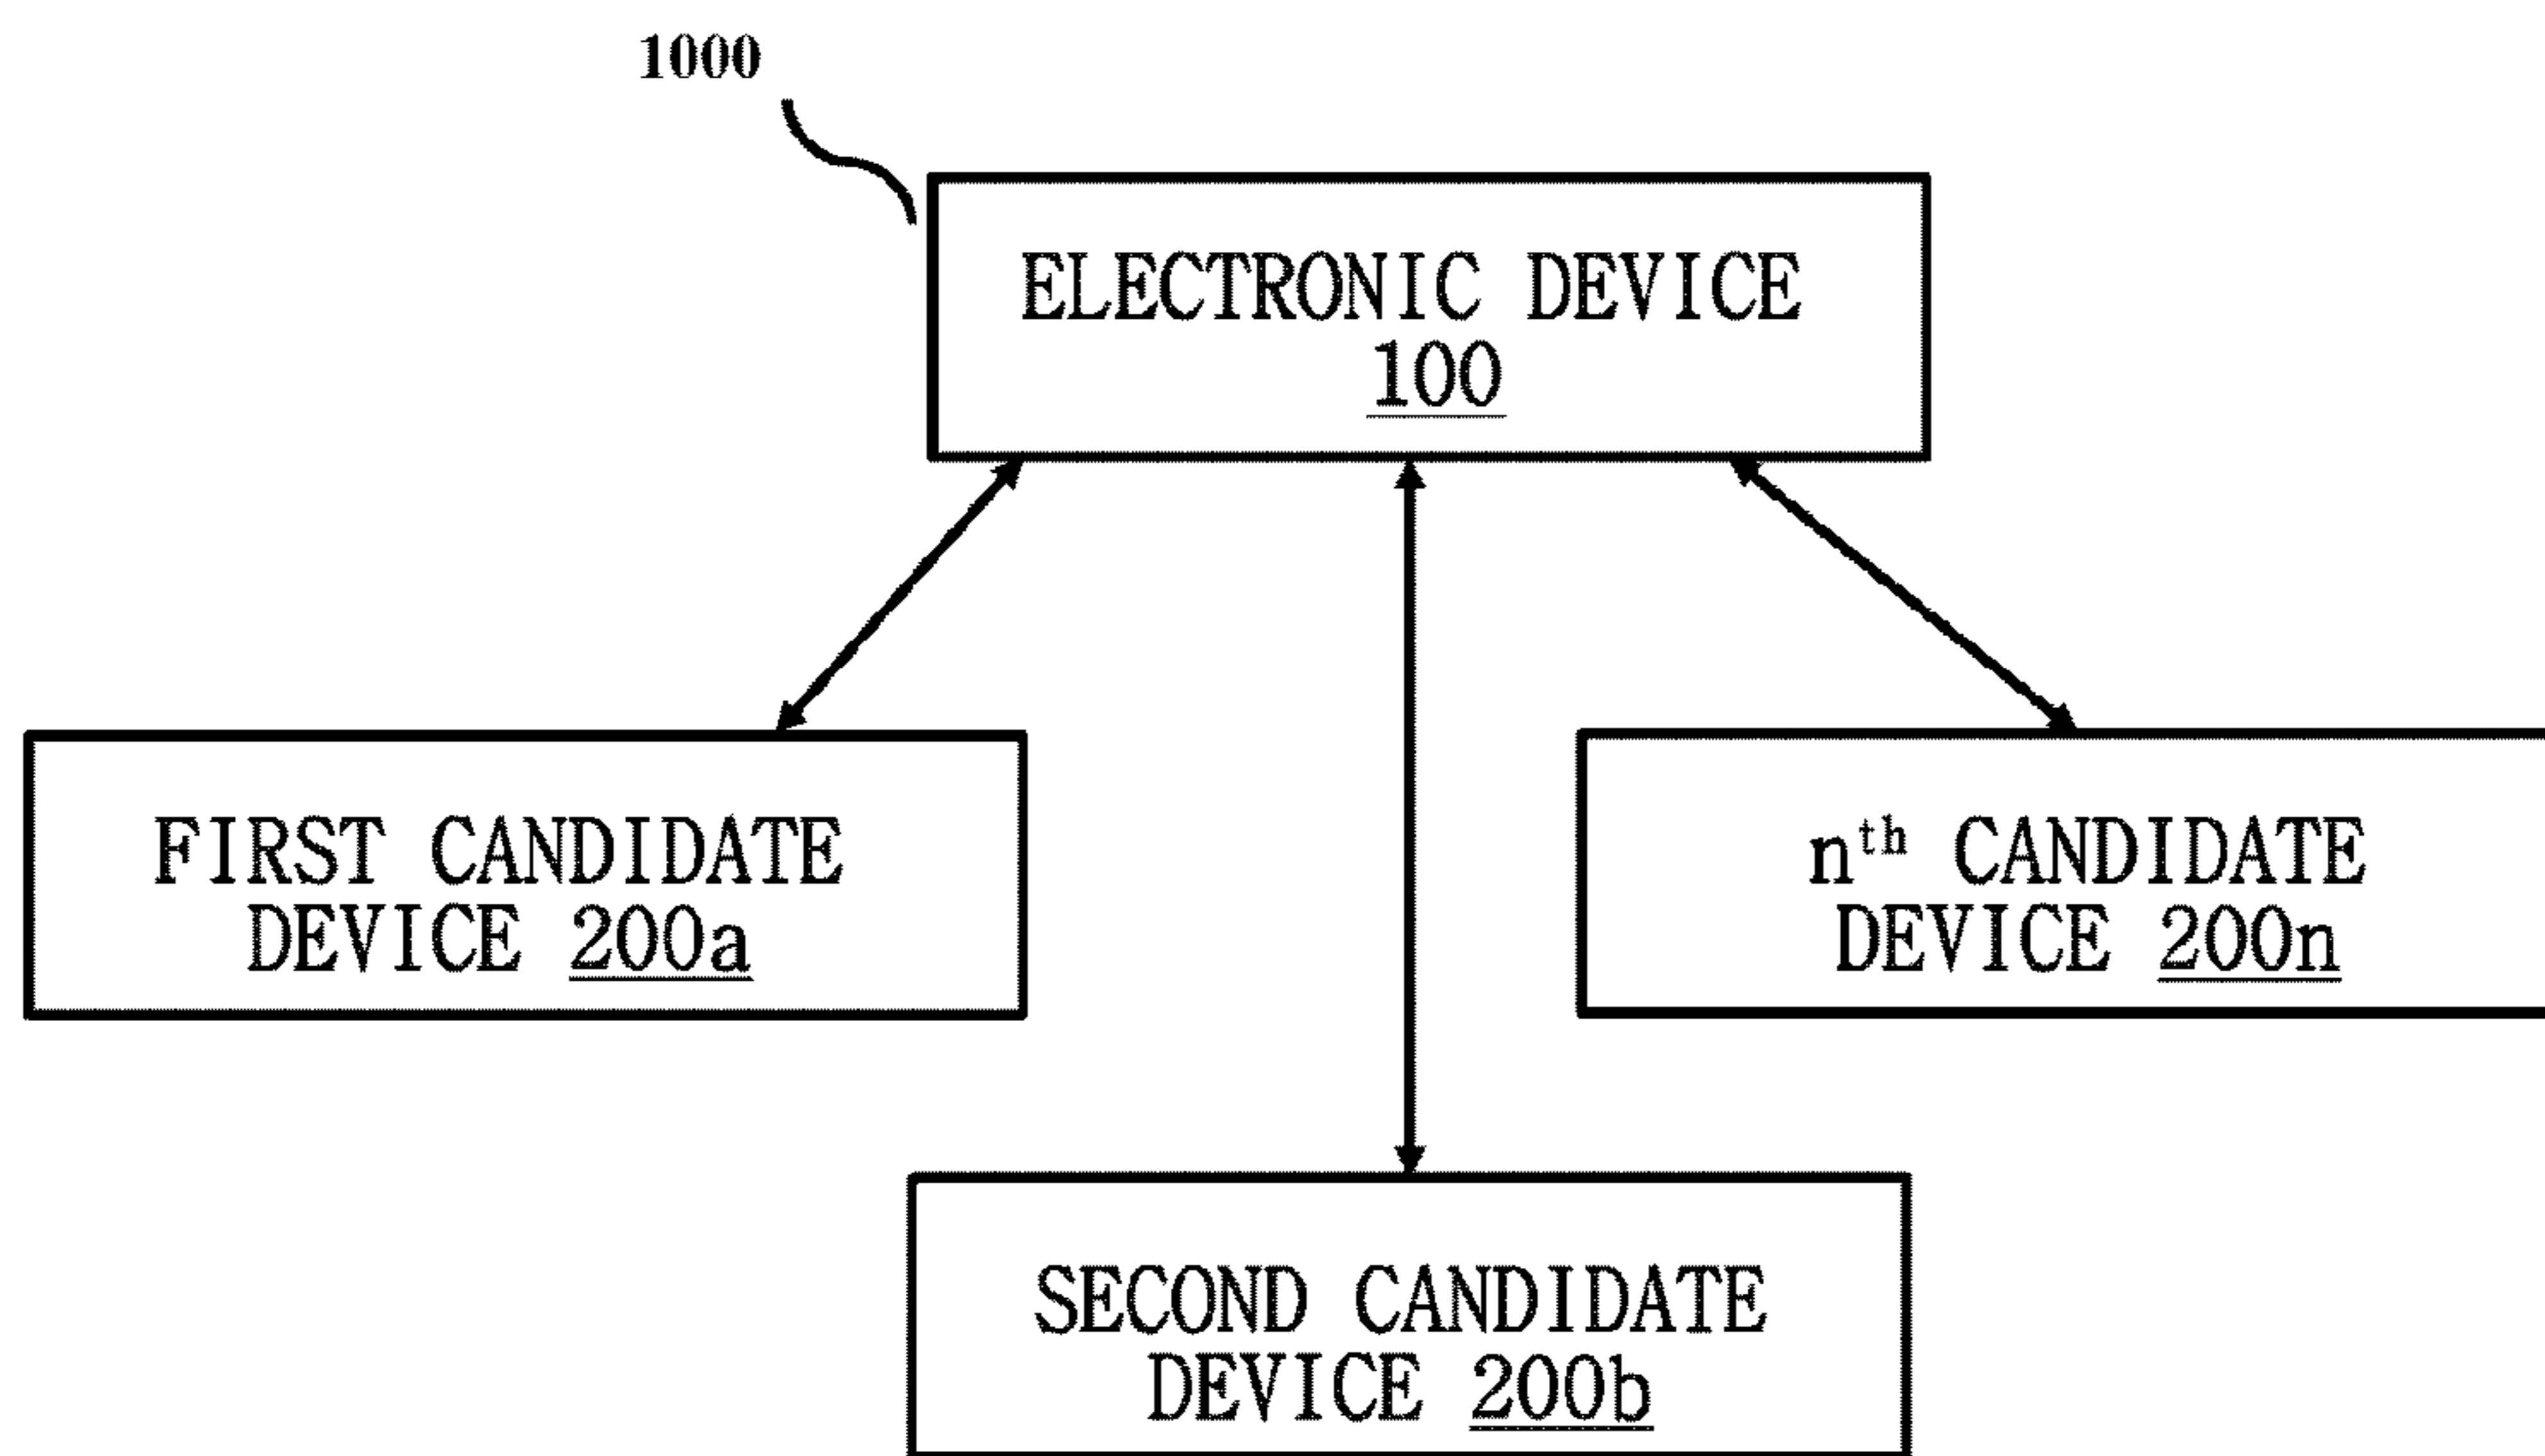 1000
ELECTRONIC DEVICE
100
FIRST CANDIDATE
DEVICE 200a
nth CANDIDATE
DEVICE 200n
SECOND CANDIDATE
DEVICE 200b